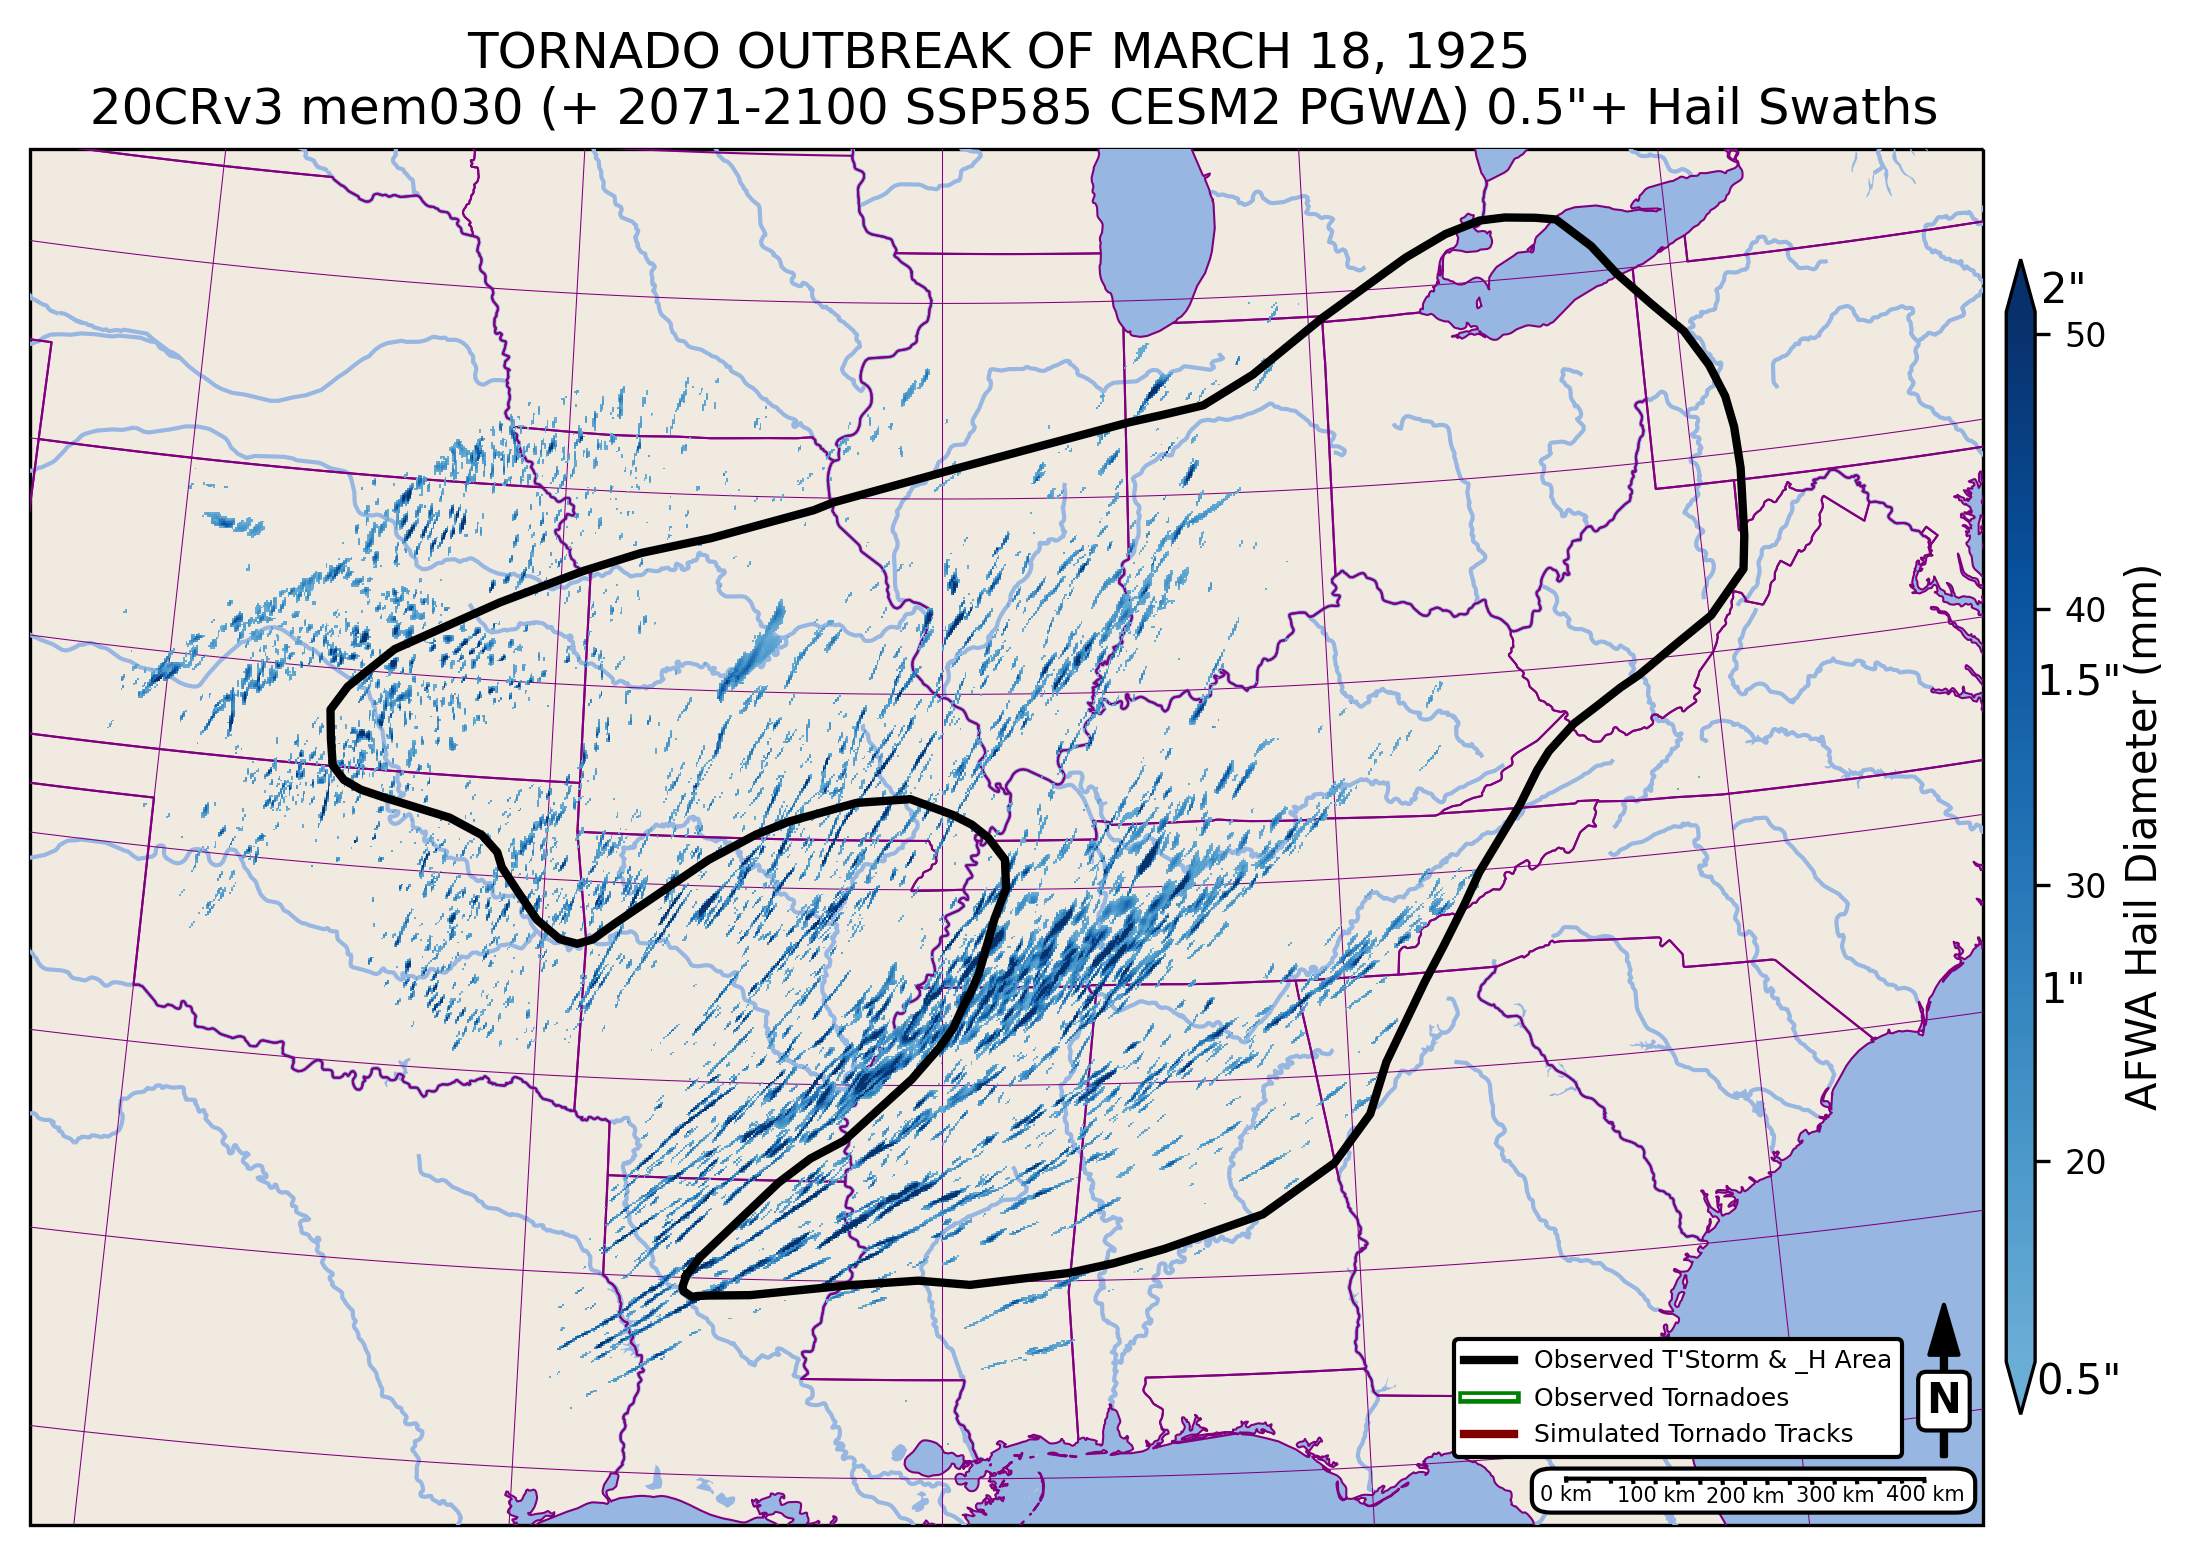 TORNADO OUTBREAK OF MARCH 18, 1925
20CRv3 mem030 (+ 2071-2100 SSP585 CESM2 PGWΔ) 0.5"+ Hail Swaths
2"
50
40
1.5"
30
1"
20
0.5"
AFWA Hail Diameter (mm)
Observed T'Storm & _H Area
Observed Tornadoes
Simulated Tornado Tracks
N
0 km 100 km 200 km 300 km 400 km